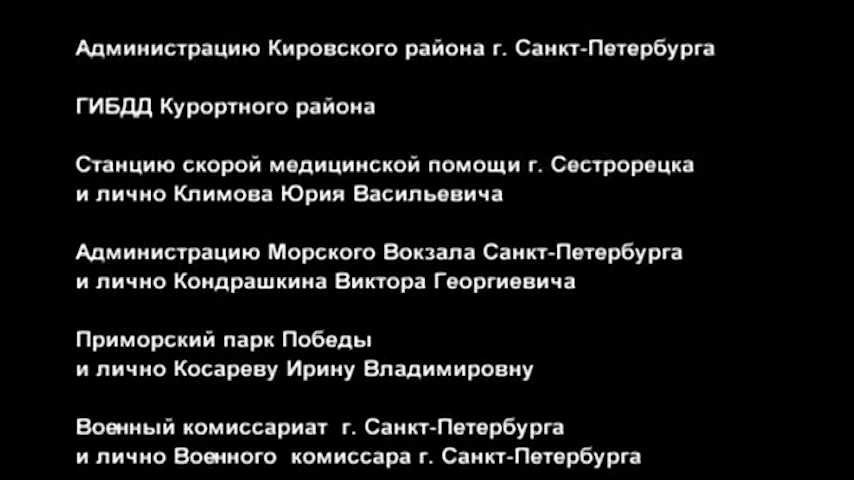 Администрацию Кировского района г. Санкт-Петербурга
ГИБДД Курортного района
Станцию скорой медицинской помощи г. Сестрорецка
и лично Климова Юрия Васильевича
Администрацию Морского Вокзала Санкт-Петербурга
и лично Кондрашкина Виктора Георгиевича
Приморский парк Победы
и лично Косареву Ирину Владимировну
Военный комиссариат г. Санкт-Петербурга
и лично Военного комиссара г. Санкт-Петербурга